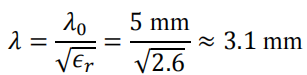 λ = λ₀/√ϵᵣ = 5 mm/√2.6 ≈ 3.1 mm